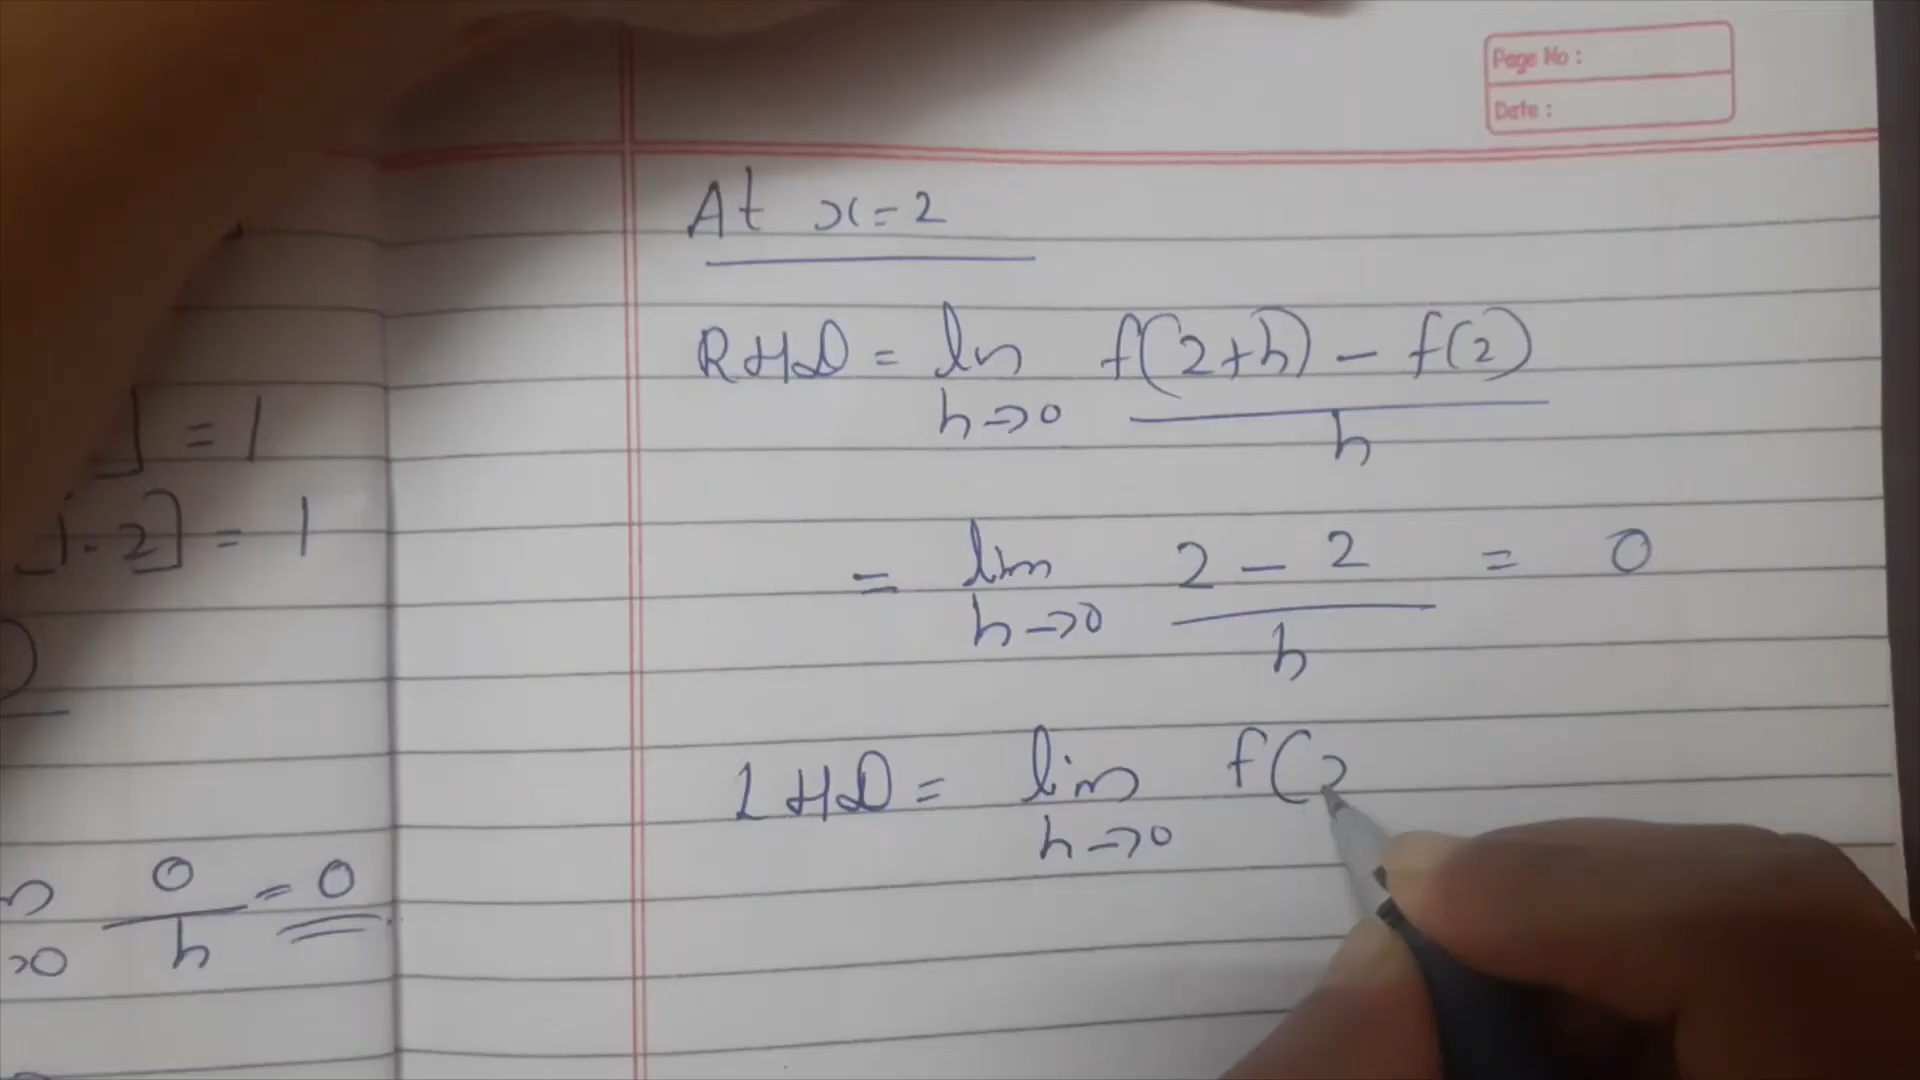 Page No :
Date :
] = 1
[1.2] = 1
0/h = 0
At x=2
RHD = lim h→0 f(2+h) - f(2) / h
= lim h→0 2 - 2 / h = 0
LHD = lim h→0 f(2